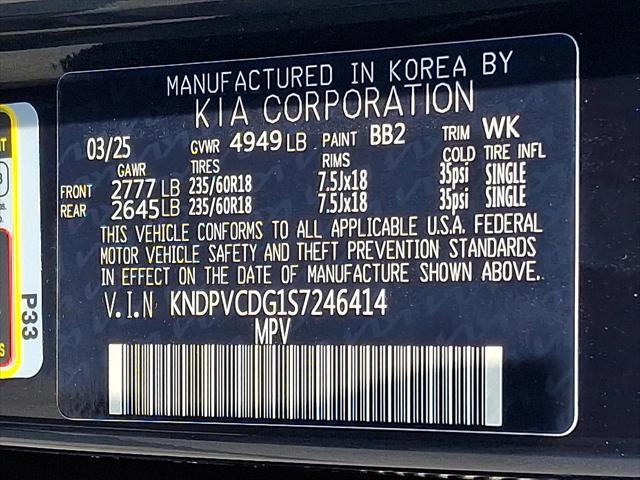 MANUFACTURED IN KOREA BY
KIA CORPORATION
03/25 GVWR 4949 LB PAINT BB2 TRIM WK
GAWR TIRES RIMS COLD TIRE INFL
FRONT 2777 LB 235/60R18 7.5Jx18 35psi SINGLE
REAR 2645 LB 235/60R18 7.5Jx18 35psi SINGLE
THIS VEHICLE CONFORMS TO ALL APPLICABLE U.S.A. FEDERAL
MOTOR VEHICLE SAFETY AND THEFT PREVENTION STANDARDS
IN EFFECT ON THE DATE OF MANUFACTURE SHOWN ABOVE.
V.I.N KNDPVCDG1S7246414
MPV
P33